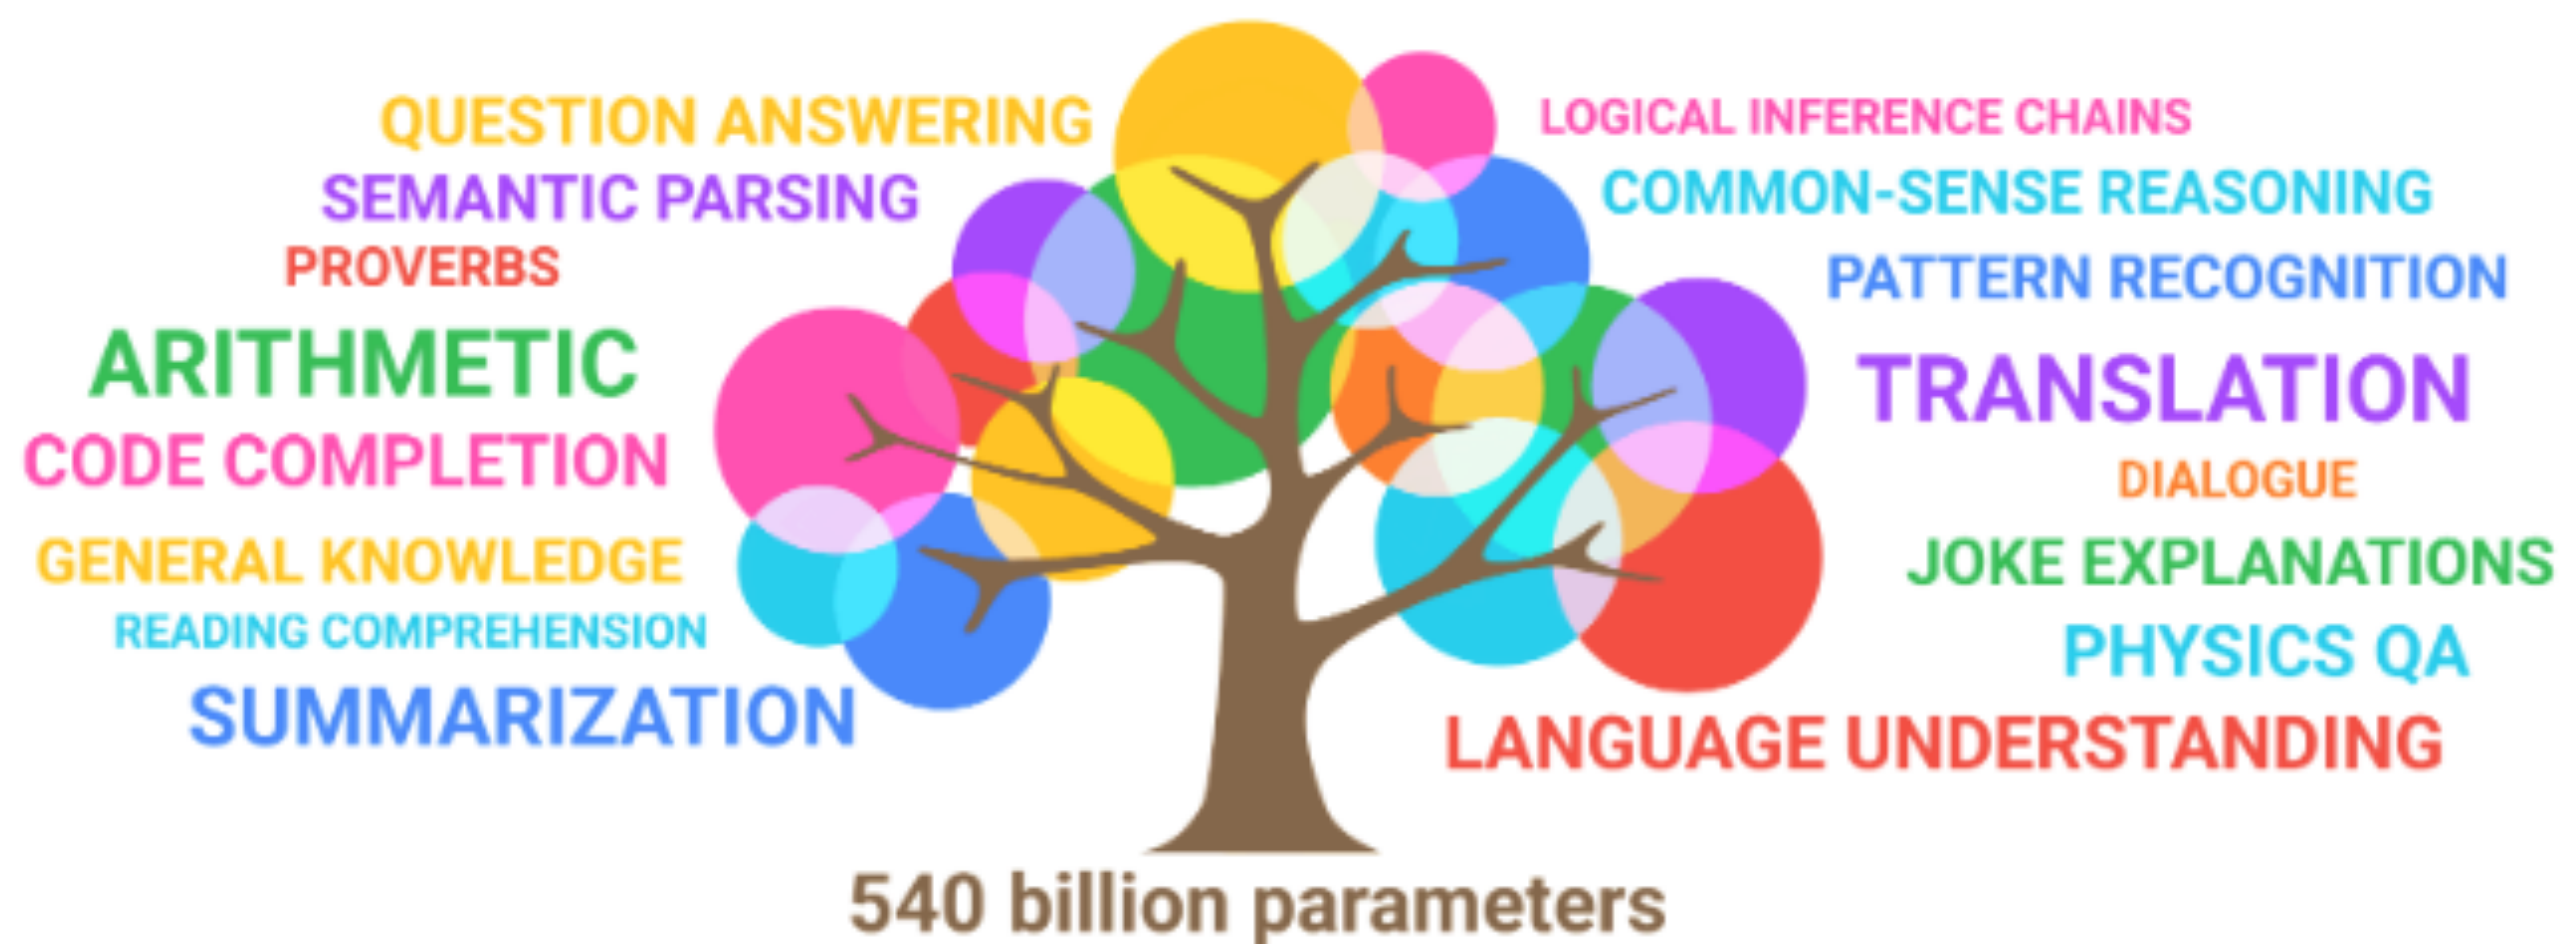 QUESTION ANSWERING
SEMANTIC PARSING
PROVERBS
ARITHMETIC
CODE COMPLETION
GENERAL KNOWLEDGE
READING COMPREHENSION
SUMMARIZATION
LOGICAL INFERENCE CHAINS
COMMON-SENSE REASONING
PATTERN RECOGNITION
TRANSLATION
DIALOGUE
JOKE EXPLANATIONS
PHYSICS QA
LANGUAGE UNDERSTANDING
540 billion parameters